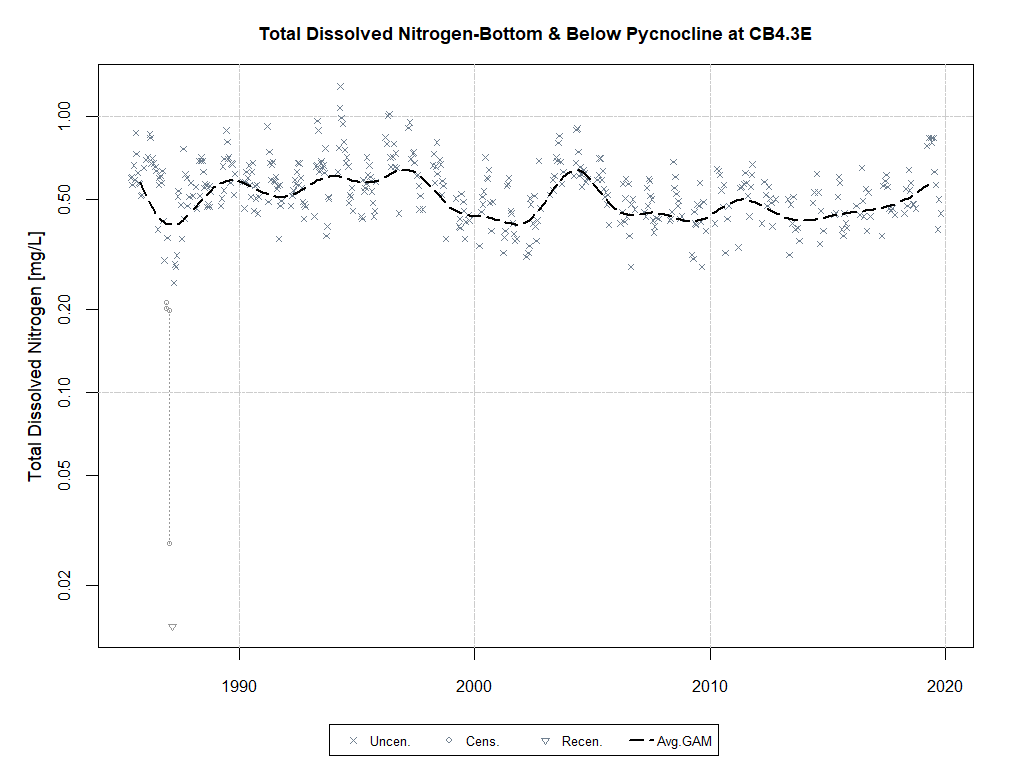 Total Dissolved Nitrogen-Bottom & Below Pycnocline at CB4.3E
Total Dissolved Nitrogen [mg/L]
1.00
0.50
0.20
0.10
0.05
0.02
1990 2000 2010 2020
Uncen. Cens. Recen. Avg.GAM